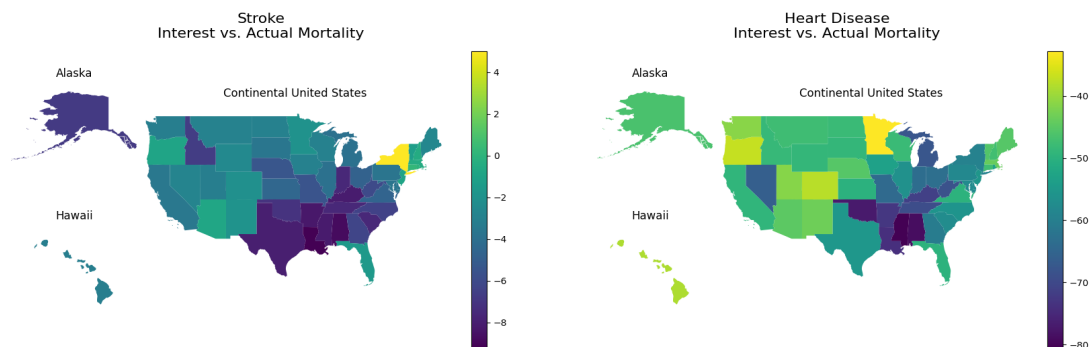 Stroke
Interest vs. Actual Mortality
Alaska
Continental United States
Hawaii
4
2
0
−2
−4
−6
−8
Heart Disease
Interest vs. Actual Mortality
Alaska
Continental United States
Hawaii
−40
−50
−60
−70
−80